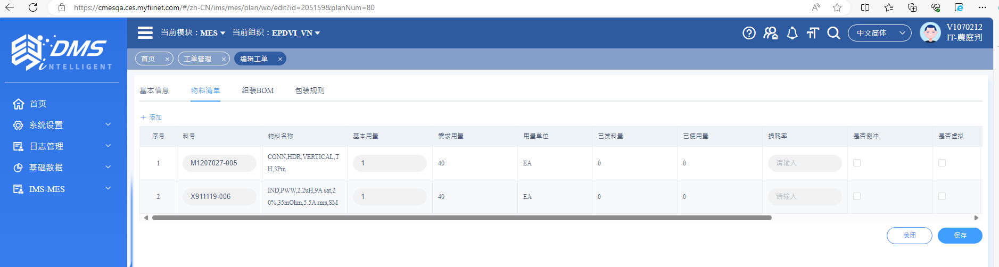 https://cmesqa.ces.myfiinet.com/#/zh-CN/ims/mes/plan/wo/edit?id=205159&planNum=80
DMS
iNTELLIGENT
当前模块：MES 当前组织：EPDVI_VN
中文简体
V1070212
IT-農庭判
首页 × 工单管理 × 编辑工单 ×
首页
系统设置
日志管理
基础数据
IMS-MES
基本信息 物料清单 组装BOM 包装规则
+ 添加
序号 料号 物料名称 基本用量 需求用量 用量单位 已发料量 已使用量 损耗率 是否倒冲 是否虚拟
1 M1207027-005 CONN,HDR,VERTICAL,T 1 40 EA 0 0 请输入
H,3Pin
2 X911119-006 IND,PWW,2.2uH,9A sat,2 1 40 EA 0 0 请输入
0%,35mOhm,5.5A rms,SM
关闭 保存